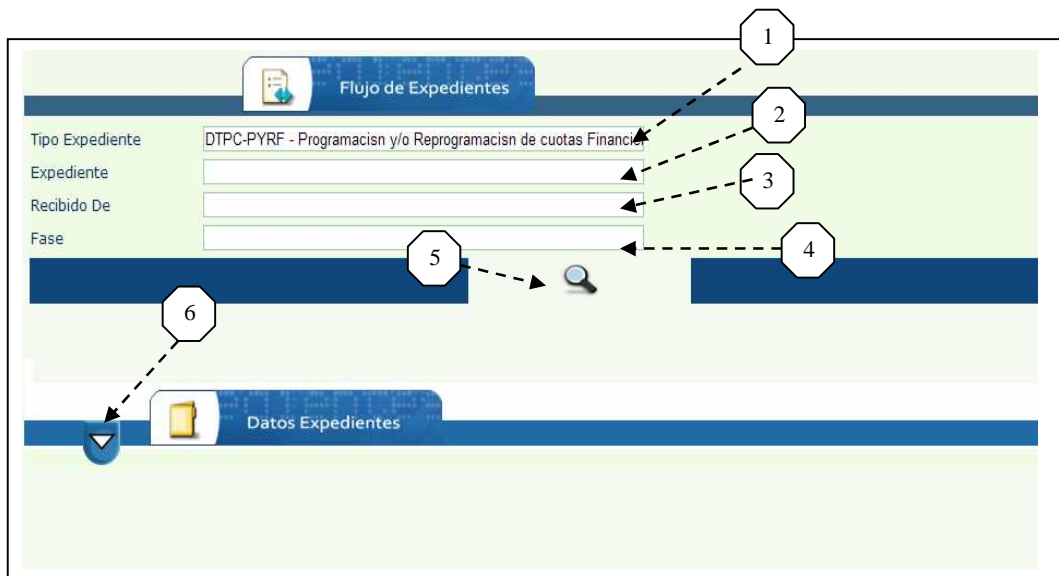 1
Flujo de Expedientes
2
Tipo Expediente DTPC-PYRF - Programacisn y/o Reprogramacisn de cuotas Financier
Expediente
3
Recibido De
Fase
4
5
6
Datos Expedientes